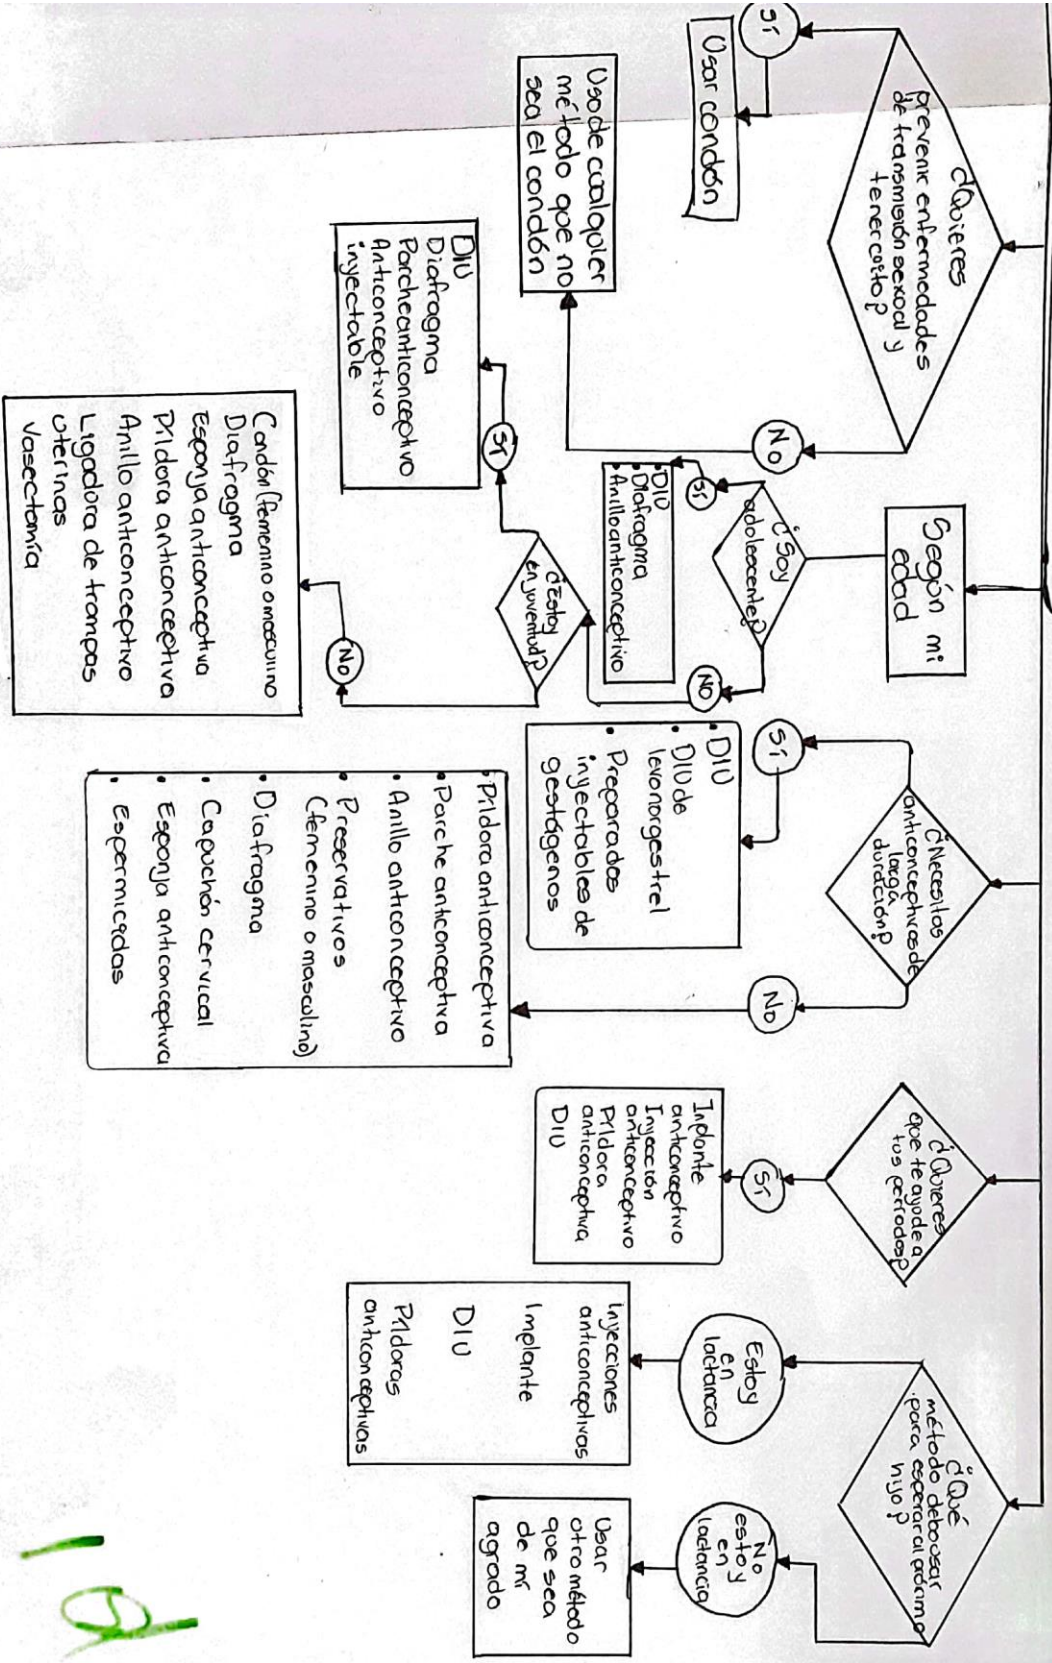 ¿Quieres
prevenir enfermedades
de transmisión sexual y
tener coito?
Sí
Usar condón
No
Uso de cualquier
método que no
sea el condón
Según mi
edad
¿Soy
adolecente?
Sí
• DIU
• Diafragma
• Anillo anticonceptivo
No
¿Estoy
en juventud?
Sí
DIU
Diafragma
Parche anticonceptivo
Anticonceptivo
inyectable
No
Condón (femenino o masculino
Diafragma
Esponja anticonceptiva
Píldora anticonceptiva
Anillo anticonceptivo
Ligadora de trompas
uterinas
Vasectomía
¿Necesitas
anticonceptivos de
larga
duración?
Sí
• DIU
• DIU de
levonorgestrel
• Preparados
inyectables de
gestágenos
No
• Píldora anticonceptiva
• Parche anticonceptiva
• Anillo anticonceptivo
• Preservativos
(femenino o masculino)
• Diafragma
• Capuchón cervical
• Esponja anticonceptiva
• Espermicidas
¿Quieres
que te ayude a
tus períodos?
Sí
Inplante
anticonceptivo
Inyección
anticonceptivo
Píldora
anticonceptiva
DIU
¿Qué
método debo usar
para esperar al próximo
hijo?
Estoy
en
lactancia
Inyecciones
anticonceptivas
Implante
DIU
Píldoras
anticonceptivas
No
estoy
en
lactancia
Usar
otro método
que sea
de mi
agrado